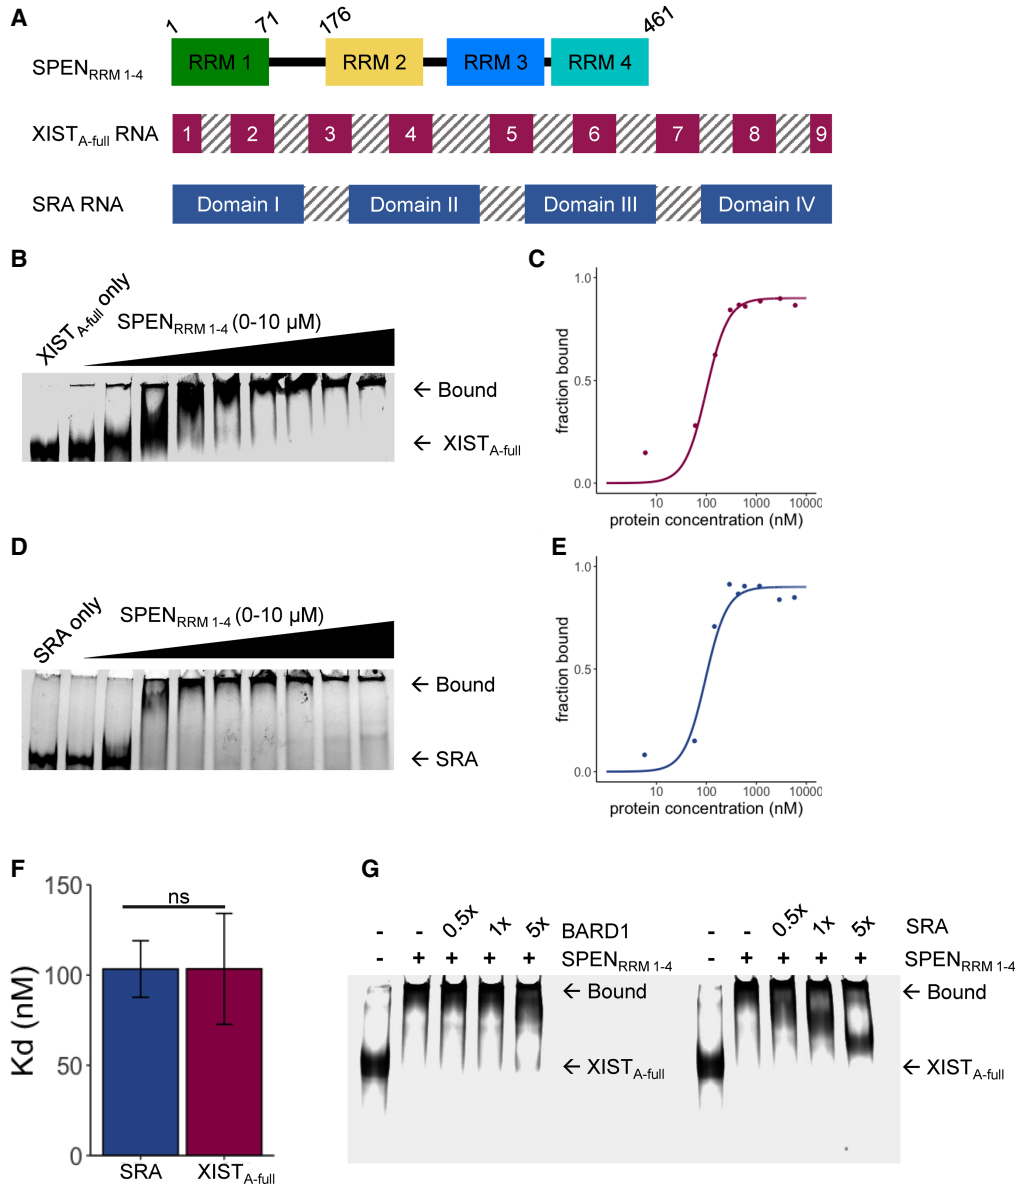 A
1 71 176 461
SPEN RRM 1-4
RRM 1 RRM 2 RRM 3 RRM 4
XIST A-full RNA
1 2 3 4 5 6 7 8 9
SRA RNA
Domain I Domain II Domain III Domain IV
B
XIST A-full only
SPEN RRM 1-4 (0-10 µM)
← Bound
← XIST A-full
C
fraction bound
1.0
0.5
0.0
10 100 1000 10000
protein concentration (nM)
D
SRA only
SPEN RRM 1-4 (0-10 µM)
← Bound
← SRA
E
fraction bound
1.0
0.5
0.0
10 100 1000 10000
protein concentration (nM)
F
Kd (nM)
150
100
50
0
ns
SRA XIST A-full
G
- - 0.5x 1x 5x BARD1
- + + + + SPEN RRM 1-4
← Bound
← XIST A-full
- - 0.5x 1x 5x SRA
- + + + + SPEN RRM 1-4
← Bound
← XIST A-full